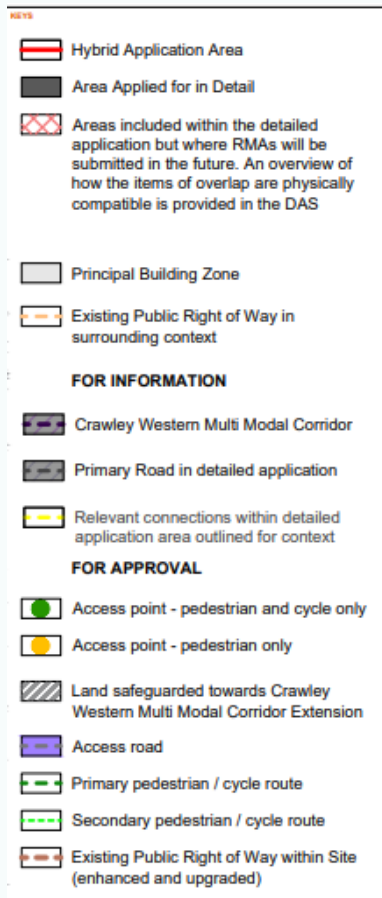 KEYS
Hybrid Application Area
Area Applied for in Detail
Areas included within the detailed
application but where RMAs will be
submitted in the future. An overview of
how the items of overlap are physically
compatible is provided in the DAS
Principal Building Zone
Existing Public Right of Way in
surrounding context
FOR INFORMATION
Crawley Western Multi Modal Corridor
Primary Road in detailed application
Relevant connections within detailed
application area outlined for context
FOR APPROVAL
Access point - pedestrian and cycle only
Access point - pedestrian only
Land safeguarded towards Crawley
Western Multi Modal Corridor Extension
Access road
Primary pedestrian / cycle route
Secondary pedestrian / cycle route
Existing Public Right of Way within Site
(enhanced and upgraded)